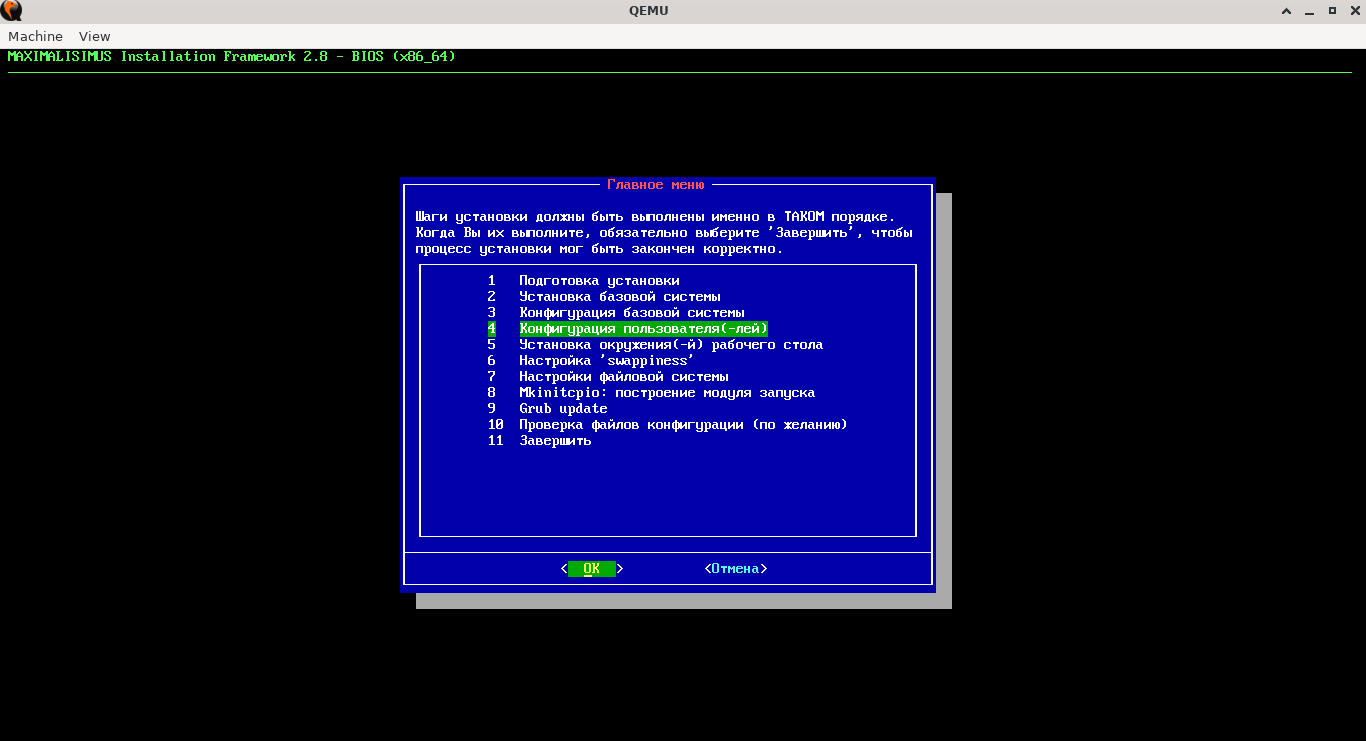 QEMU
Machine View
MAXIMALISIMUS Installation Framework 2.8 - BIOS (x86_64)
Главное меню
Шаги установки должны быть выполнены именно в ТАКОМ порядке.
Когда Вы их выполните, обязательно выберите 'Завершить', чтобы
процесс установки мог быть закончен корректно.
1 Подготовка установки
2 Установка базовой системы
3 Конфигурация базовой системы
4 Конфигурация пользователя(-лей)
5 Установка окружения(-й) рабочего стола
6 Настройка 'swappiness'
7 Настройки файловой системы
8 Mkinitcpio: построение модуля запуска
9 Grub update
10 Проверка файлов конфигурации (по желанию)
11 Завершить
< OK > <Отмена>